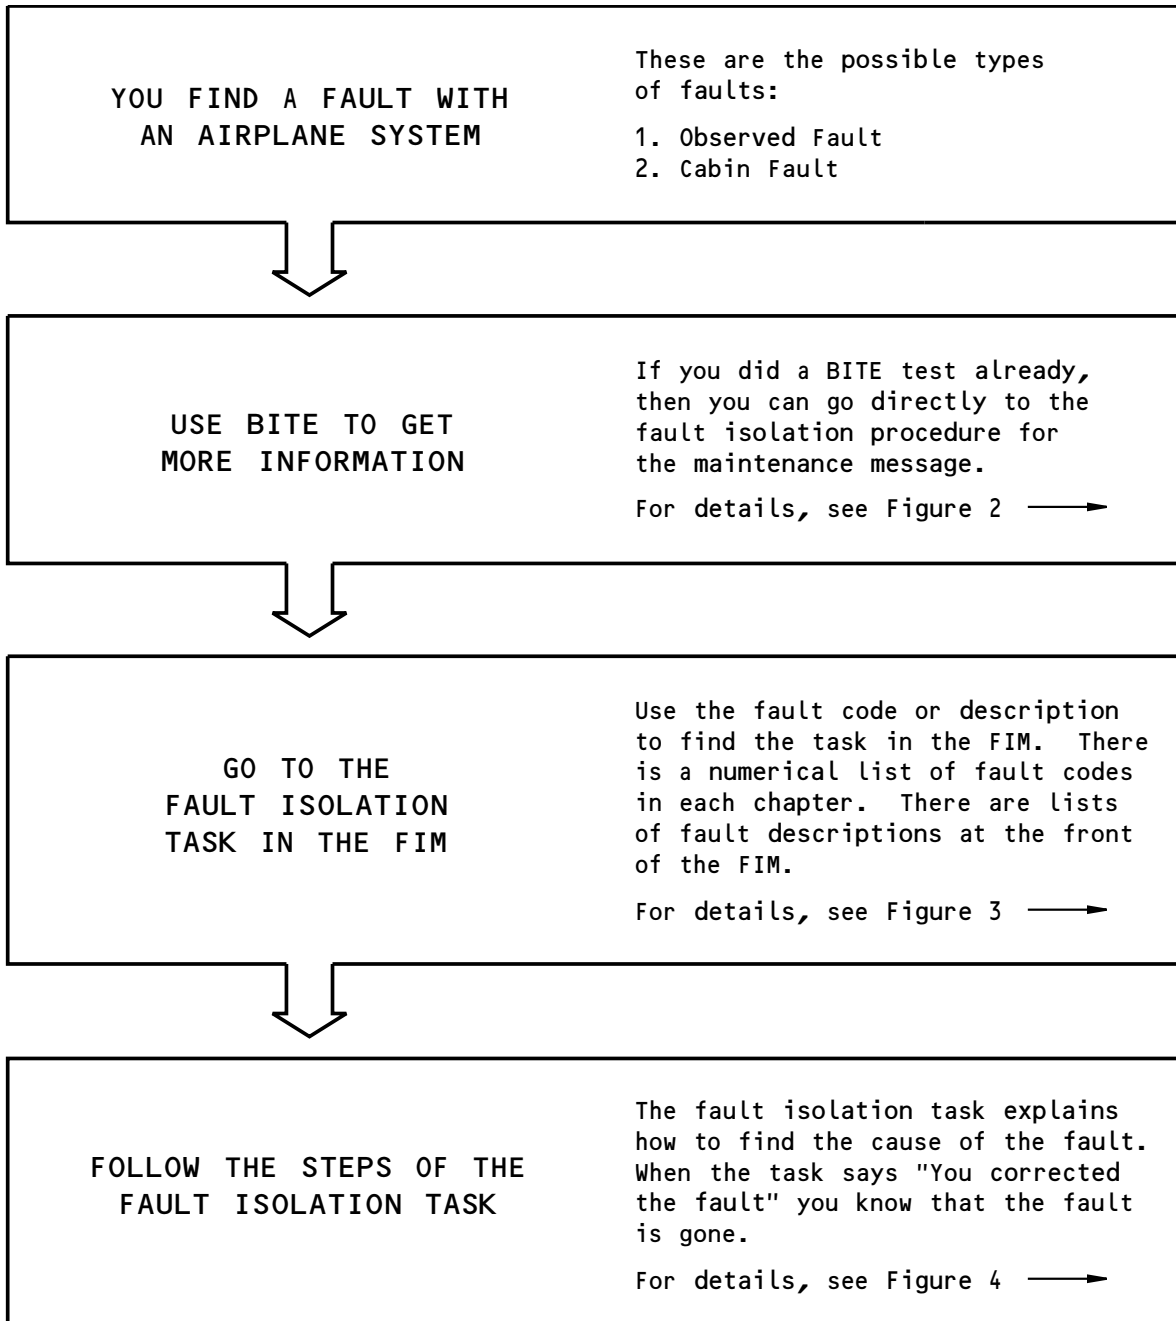 YOU FIND A FAULT WITH
AN AIRPLANE SYSTEM
These are the possible types
of faults:
1. Observed Fault
2. Cabin Fault
USE BITE TO GET
MORE INFORMATION
If you did a BITE test already,
then you can go directly to the
fault isolation procedure for
the maintenance message.
For details, see Figure 2
GO TO THE
FAULT ISOLATION
TASK IN THE FIM
Use the fault code or description
to find the task in the FIM.  There
is a numerical list of fault codes
in each chapter.  There are lists
of fault descriptions at the front
of the FIM.
For details, see Figure 3
FOLLOW THE STEPS OF THE
FAULT ISOLATION TASK
The fault isolation task explains
how to find the cause of the fault.
When the task says "You corrected
the fault" you know that the fault
is gone.
For details, see Figure 4